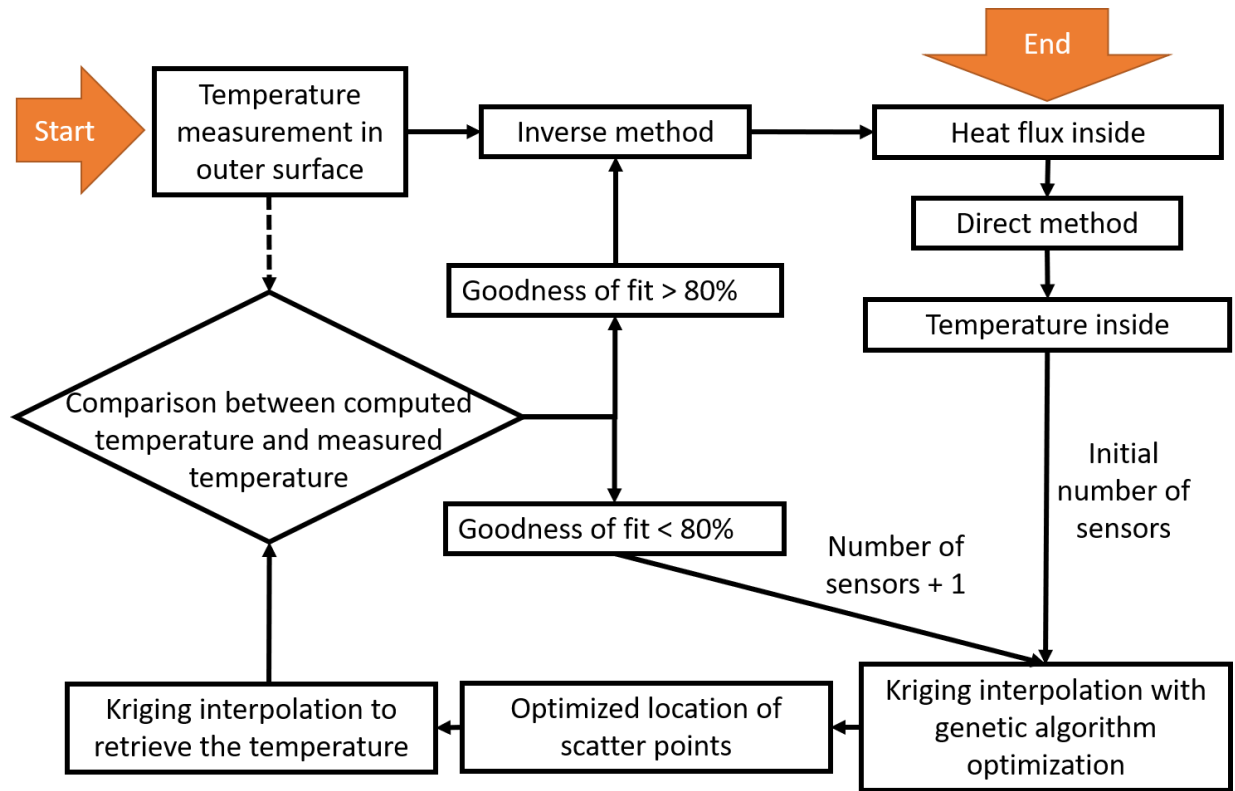 End
Start
Temperature
measurement in
outer surface
Inverse method
Heat flux inside
Direct method
Goodness of fit > 80%
Temperature inside
Comparison between computed
temperature and measured
temperature
Initial
number of
sensors
Goodness of fit < 80%
Number of
sensors + 1
Kriging interpolation to
retrieve the temperature
Optimized location of
scatter points
Kriging interpolation with
genetic algorithm
optimization